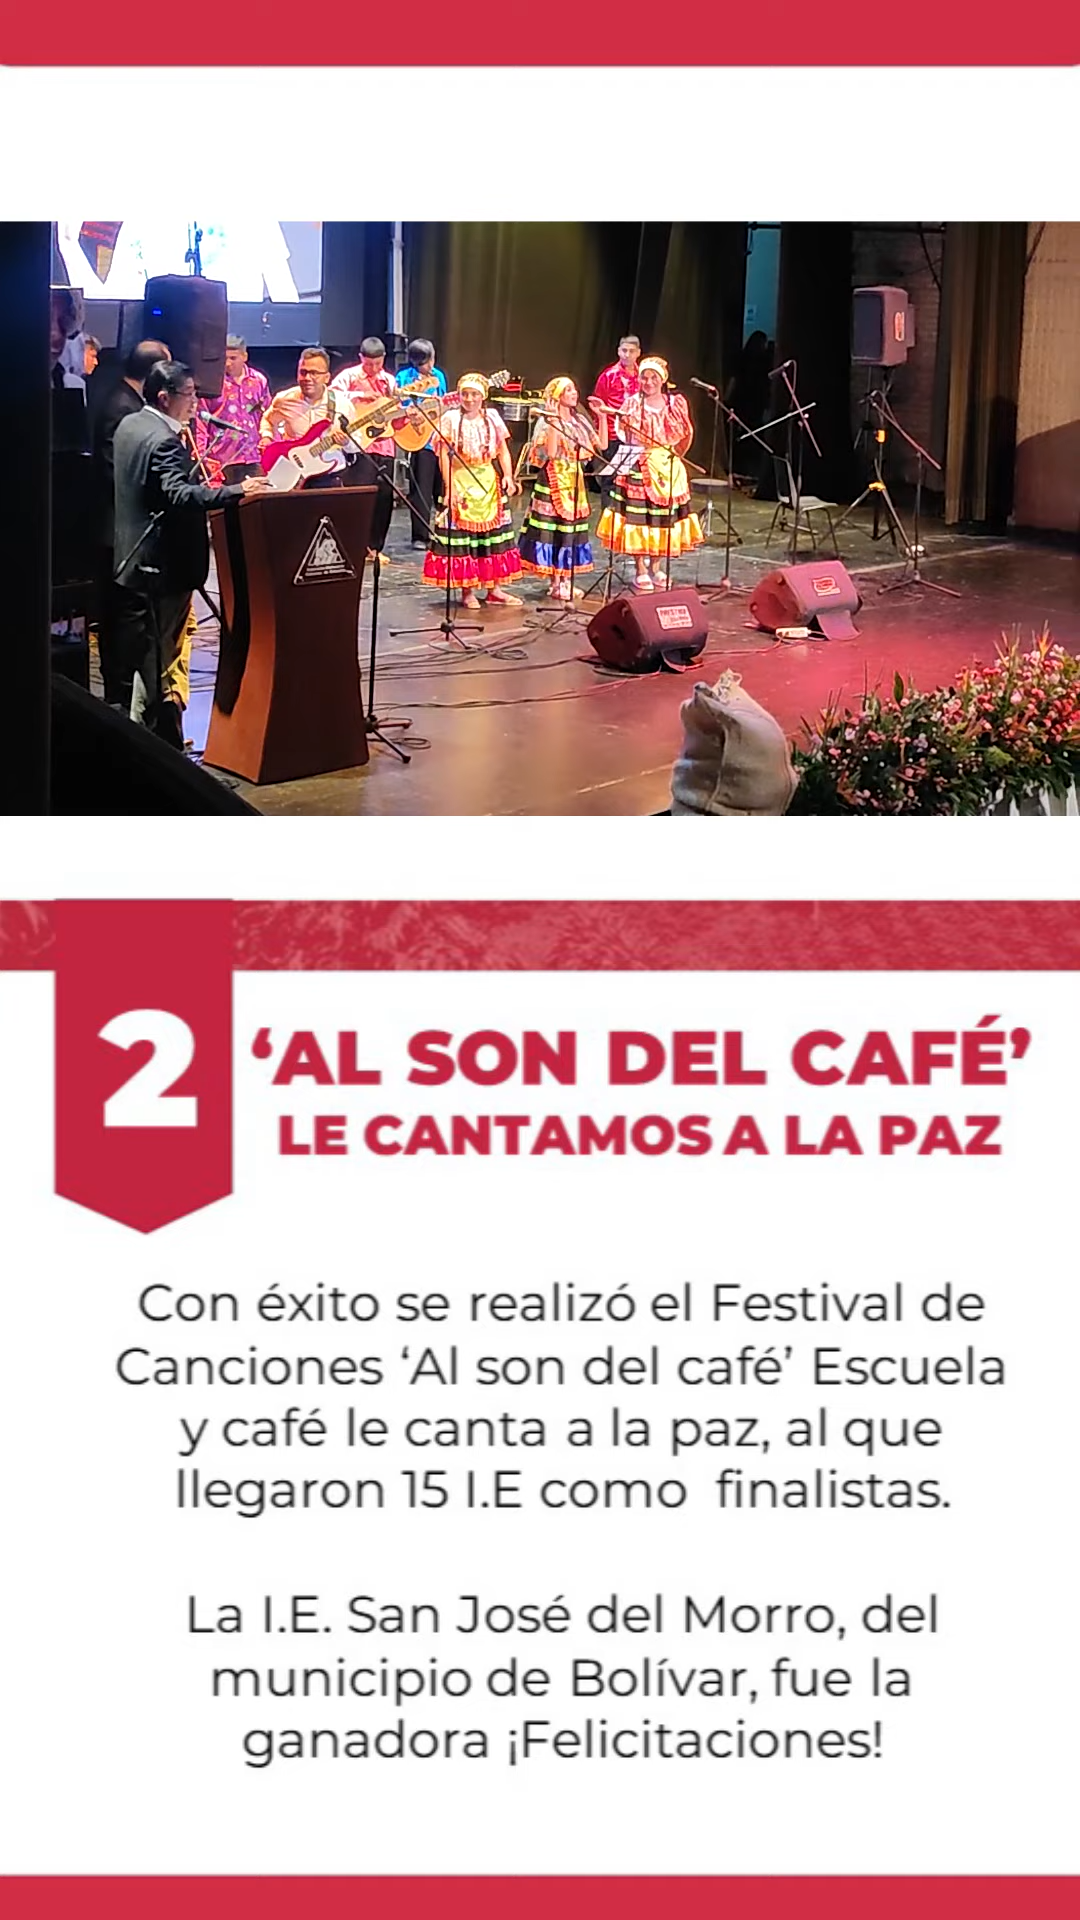 2
‘AL SON DEL CAFÉ’
LE CANTAMOS A LA PAZ
Con éxito se realizó el Festival de
Canciones ‘Al son del café’ Escuela
y café le canta a la paz, al que
llegaron 15 I.E como finalistas.
La I.E. San José del Morro, del
municipio de Bolívar, fue la
ganadora ¡Felicitaciones!